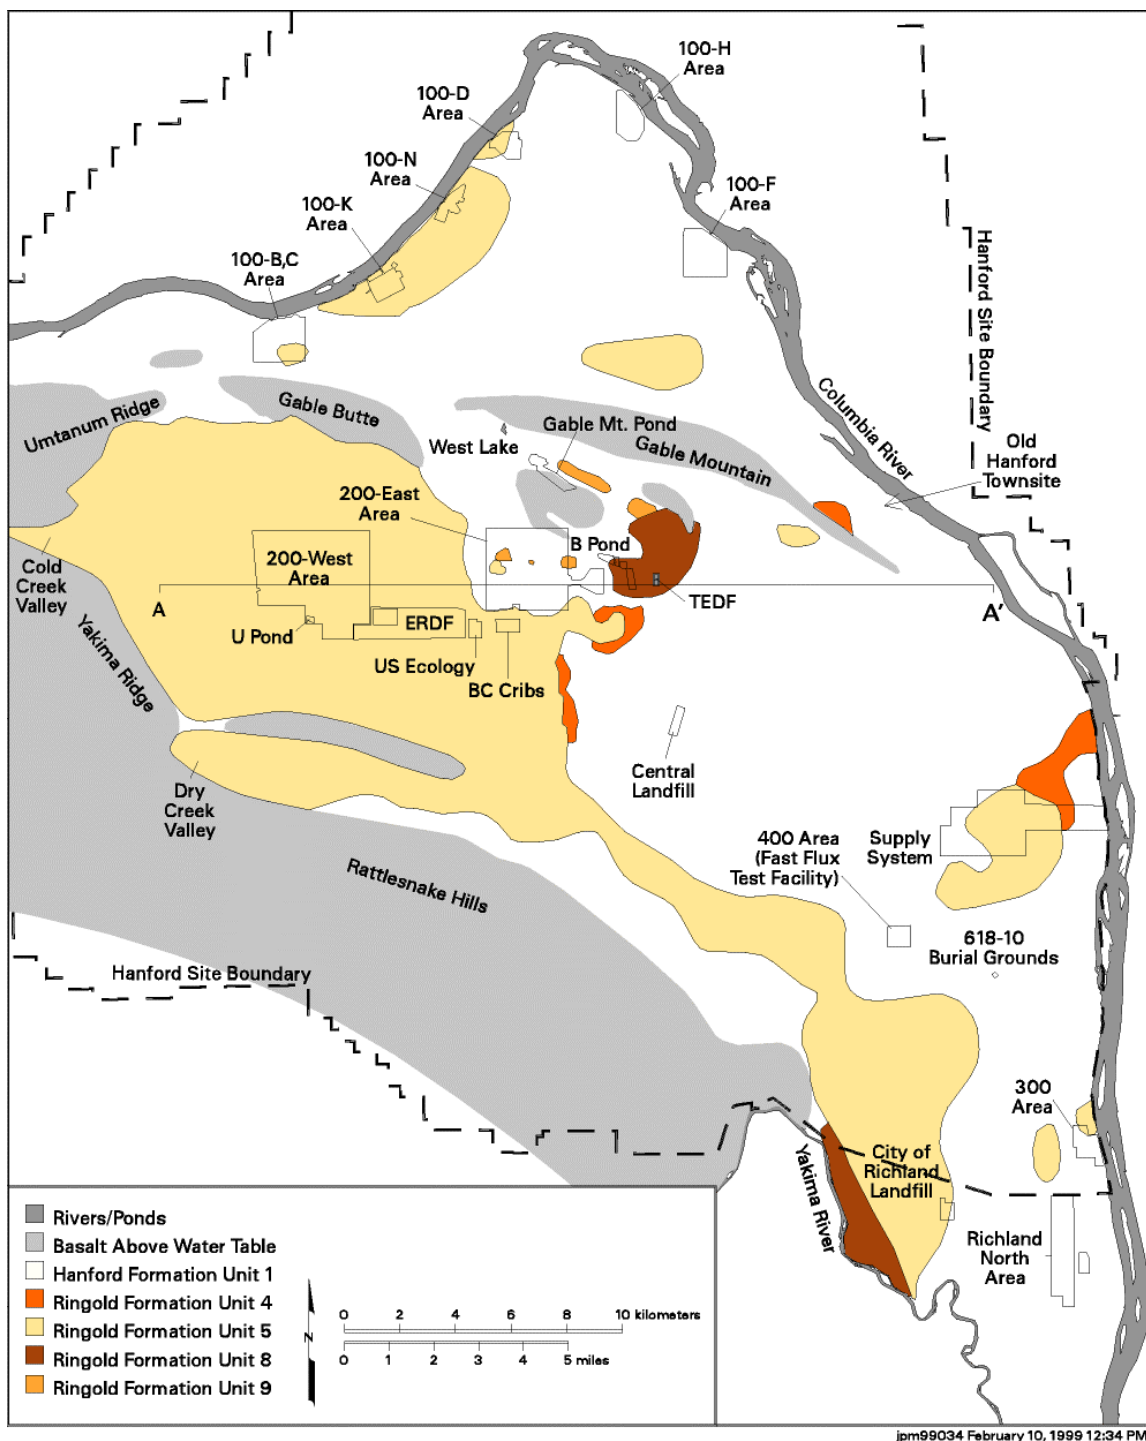 100-H
Area
100-D
Area
100-N
Area
100-F
Area
100-K
Area
100-B,C
Area
Hanford Site Boundary
Columbia River
Umtanum Ridge
Gable Butte
Gable Mt. Pond
West Lake
Gable Mountain
Old
Hanford
Townsite
200-East
Area
B Pond
200-West
Area
Cold
Creek
Valley
A
A'
TEDF
U Pond
ERDF
US Ecology
BC Cribs
Yakima Ridge
Central
Landfill
Dry
Creek
Valley
400 Area
(Fast Flux
Test Facility)
Supply
System
Rattlesnake Hills
618-10
Burial Grounds
Hanford Site Boundary
300
Area
City of
Richland
Landfill
Yakima River
Richland
North
Area
Rivers/Ponds
Basalt Above Water Table
Hanford Formation Unit 1
Ringold Formation Unit 4
Ringold Formation Unit 5
Ringold Formation Unit 8
Ringold Formation Unit 9
N
0 2 4 6 8 10 kilometers
0 1 2 3 4 5 miles
jpm99034 February 10, 1999 12:34 PM